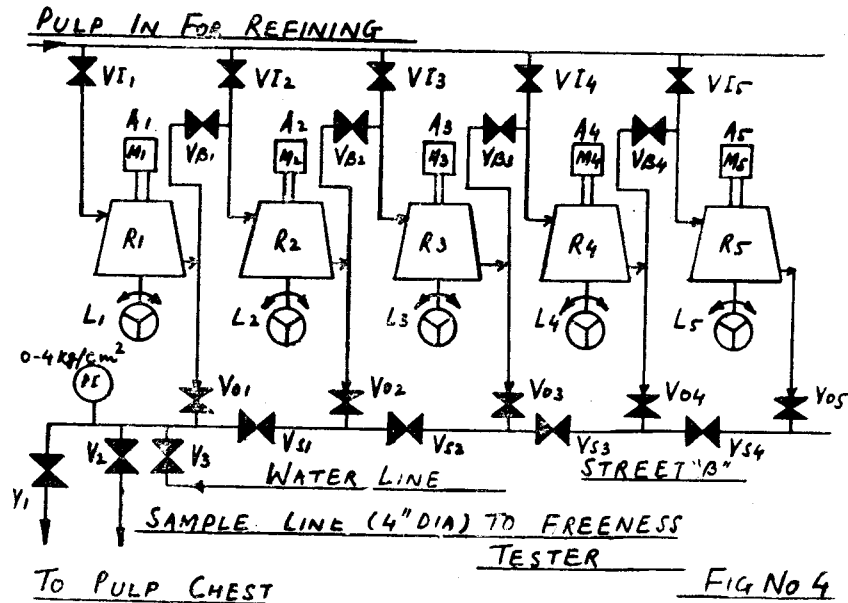 PULP IN FOR REFINING
VI1 VI2 VI3 VI4 VI5
A1 A2 A3 A4 A5
VB1 VB2 VB3 VB4
M1 M2 M3 M4 M5
R1 R2 R3 R4 R5
L1 L2 L3 L4 L5
0-4 kg/cm2
VO1 VO2 VO3 VO4 VO5
VS1 VS2 VS3 VS4
V1 V2 V3
WATER LINE
STREET "B"
SAMPLE LINE (4" DIA) TO FREENESS
TESTER
TO PULP CHEST
FIG NO 4